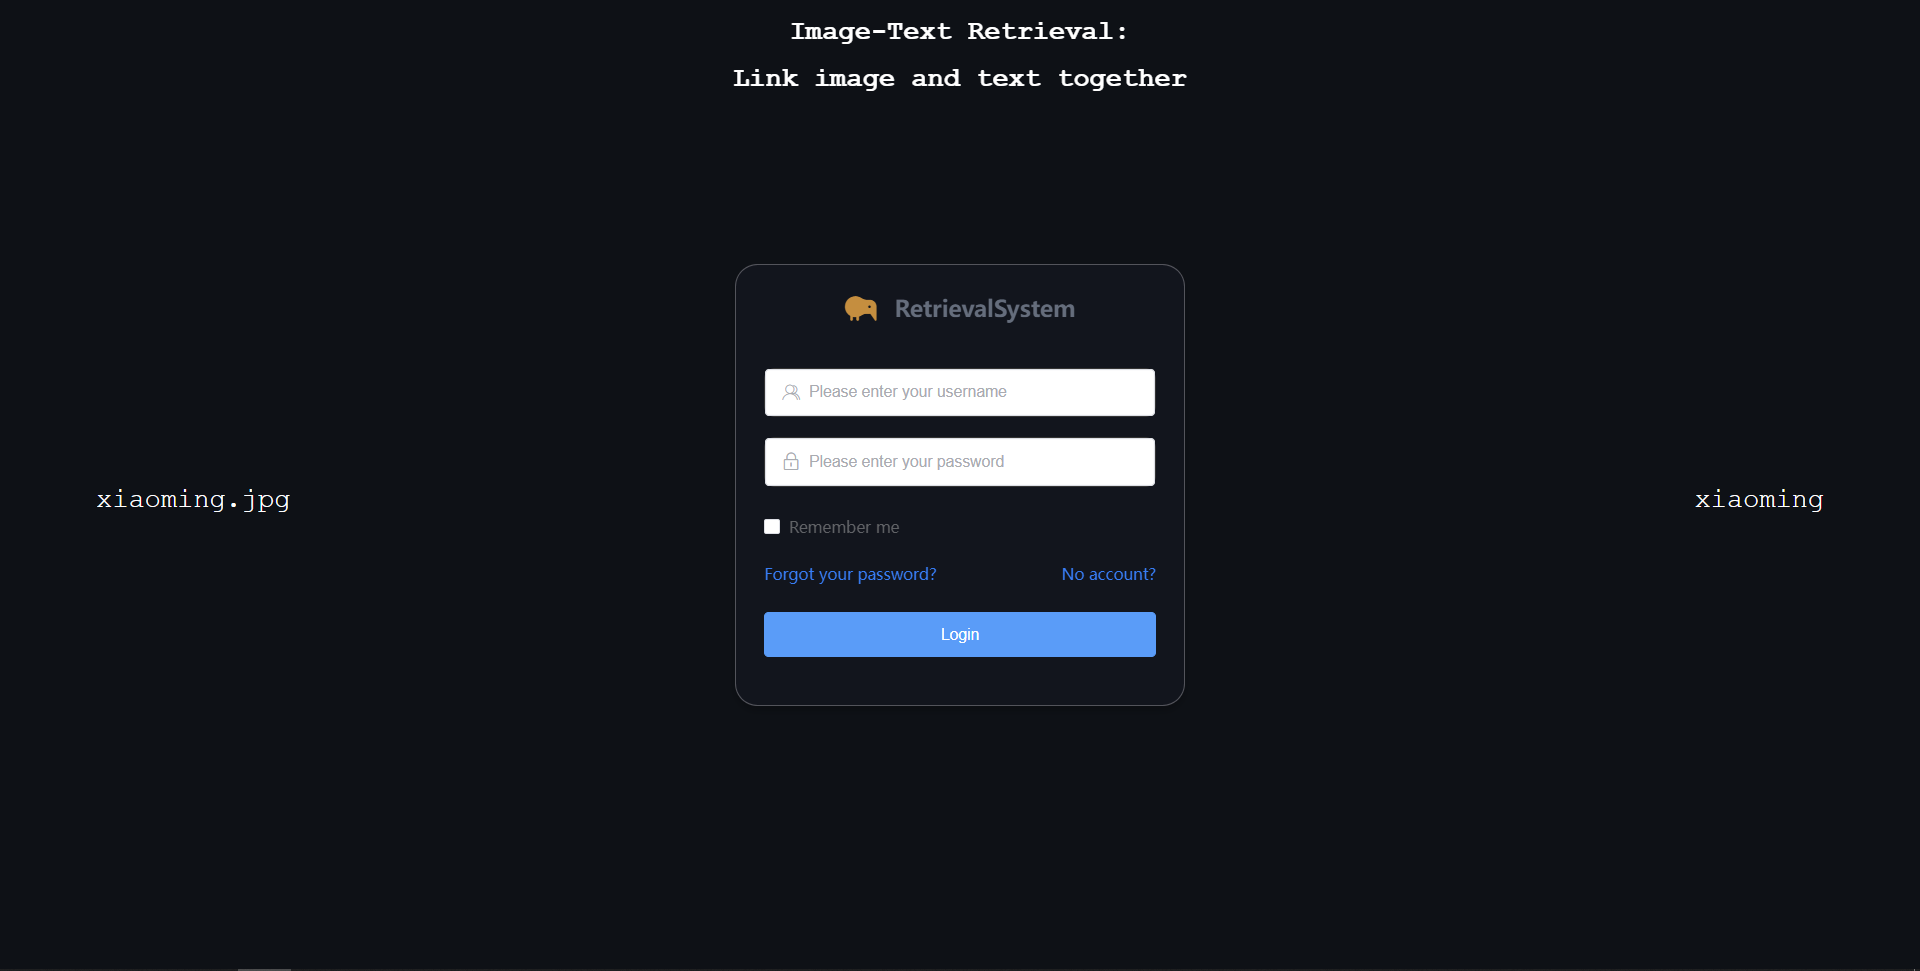 Image-Text Retrieval:
Link image and text together
RetrievalSystem
Please enter your username
Please enter your password
xiaoming.jpg
xiaoming
Remember me
Forgot your password?
No account?
Login